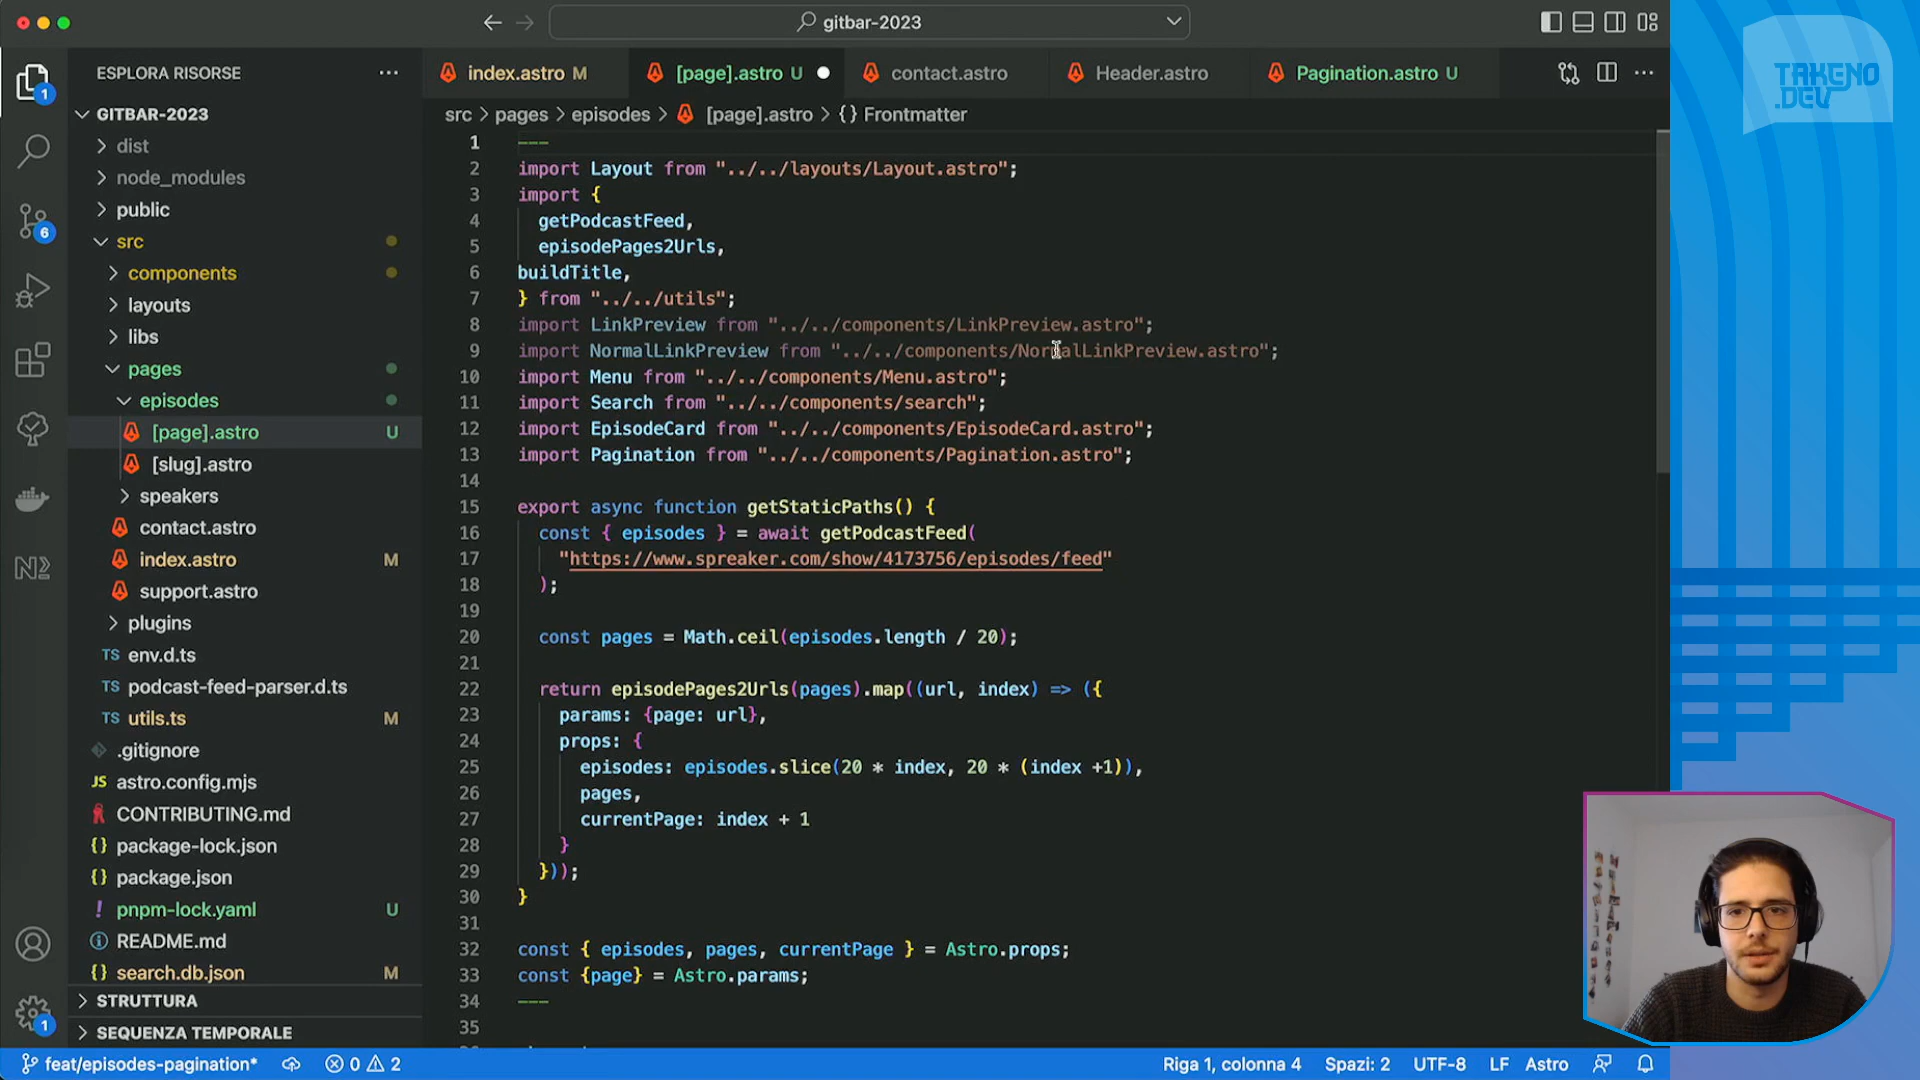 gitbar-2023
ESPLORA RISORSE
GITBAR-2023
dist
node_modules
public
src
components
layouts
libs
pages
episodes
[page].astro U
[slug].astro
speakers
contact.astro
index.astro M
support.astro
plugins
TS env.d.ts
TS podcast-feed-parser.d.ts
TS utils.ts M
.gitignore
JS astro.config.mjs
CONTRIBUTING.md
{} package-lock.json
{} package.json
! pnpm-lock.yaml U
README.md
{} search.db.json M
STRUTTURA
SEQUENZA TEMPORALE
1
6
1
index.astro M
[page].astro U
contact.astro
Header.astro
Pagination.astro U
src > pages > episodes > [page].astro > {} Frontmatter
1 ---
2 import Layout from "../../layouts/Layout.astro";
3 import {
4 getPodcastFeed,
5 episodePages2Urls,
6 buildTitle,
7 } from "../../utils";
8 import LinkPreview from "../../components/LinkPreview.astro";
9 import NormalLinkPreview from "../../components/NormalLinkPreview.astro";
10 import Menu from "../../components/Menu.astro";
11 import Search from "../../components/search";
12 import EpisodeCard from "../../components/EpisodeCard.astro";
13 import Pagination from "../../components/Pagination.astro";
14
15 export async function getStaticPaths() {
16 const { episodes } = await getPodcastFeed(
17 "https://www.spreaker.com/show/4173756/episodes/feed"
18 );
19
20 const pages = Math.ceil(episodes.length / 20);
21
22 return episodePages2Urls(pages).map((url, index) => ({
23 params: {page: url},
24 props: {
25 episodes: episodes.slice(20 * index, 20 * (index +1)),
26 pages,
27 currentPage: index + 1
28 }
29 }));
30 }
31
32 const { episodes, pages, currentPage } = Astro.props;
33 const {page} = Astro.params;
34 ---
35
feat/episodes-pagination*
0
2
Riga 1, colonna 4
Spazi: 2
UTF-8
LF
Astro
TAKENO
.DEV